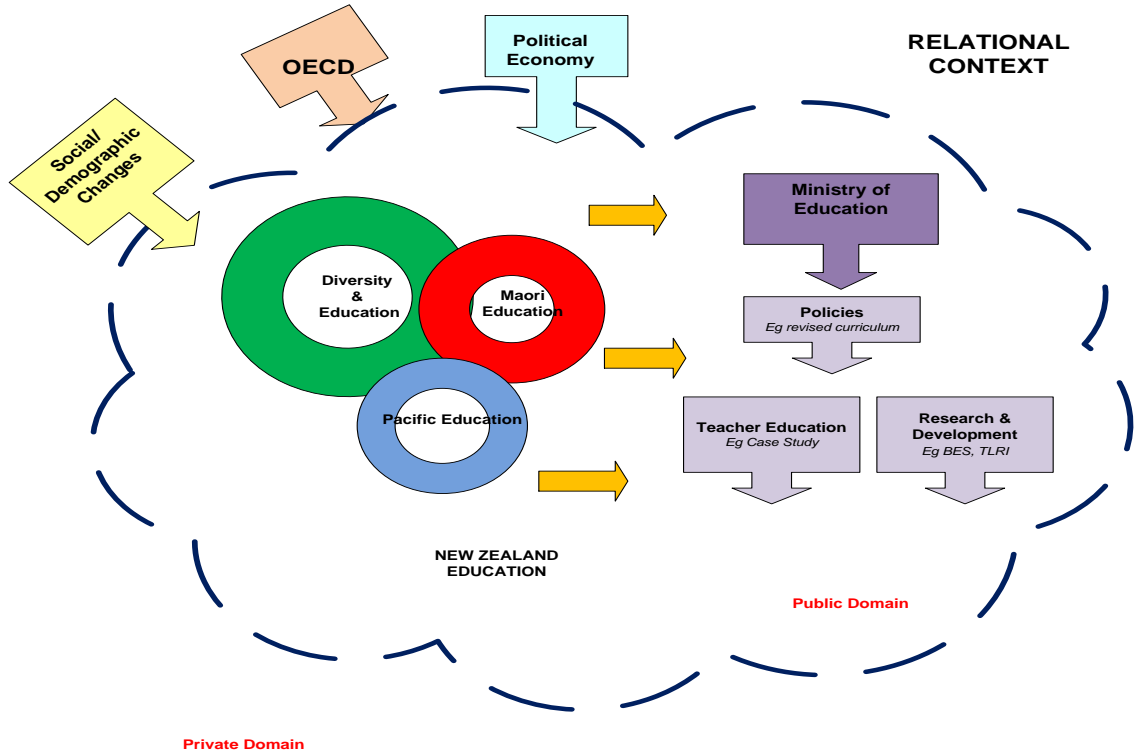 RELATIONAL
CONTEXT
Political
Economy
OECD
Social/
Demographic
Changes
Ministry of
Education
Diversity
&
Education
Maori
Education
Policies
Eg revised curriculum
Pacific Education
Teacher Education
Eg Case Study
Research &
Development
Eg BES, TLRI
NEW ZEALAND
EDUCATION
Public Domain
Private Domain